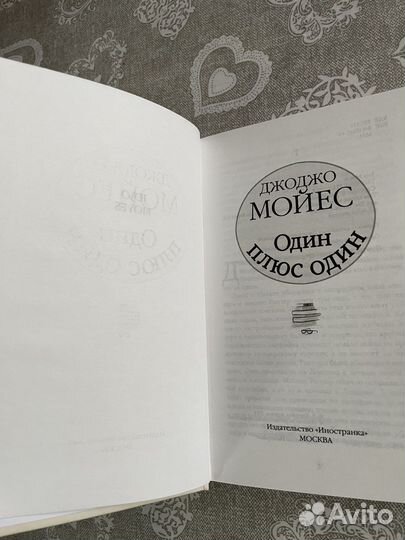 ДЖОДЖО
МОЙЕС
Один
ПЛЮС ОДИН
Издательство «Иностранка»
МОСКВА
Avito